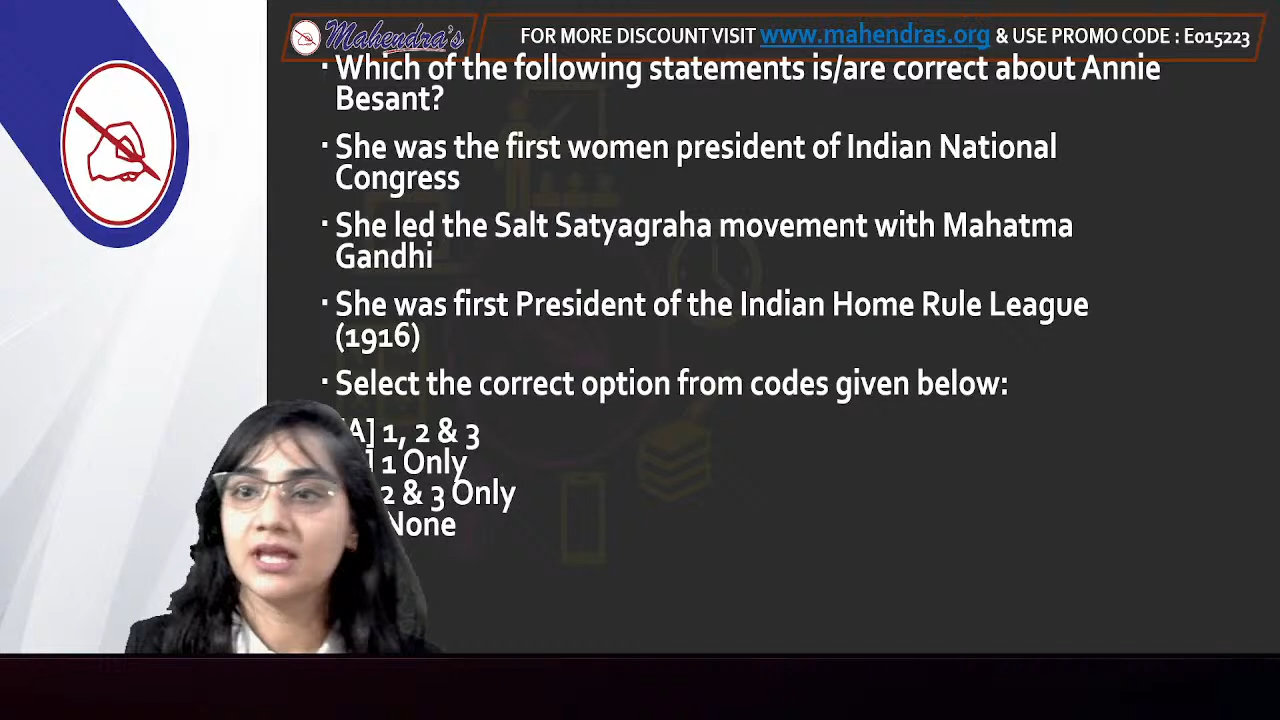 Mahendra's
FOR MORE DISCOUNT VISIT www.mahendras.org & USE PROMO CODE : E015223
· Which of the following statements is/are correct about Annie
Besant?
· She was the first women president of Indian National
Congress
· She led the Salt Satyagraha movement with Mahatma
Gandhi
· She was first President of the Indian Home Rule League
(1916)
· Select the correct option from codes given below:
[A] 1, 2 & 3
] 1 Only
2 & 3 Only
None